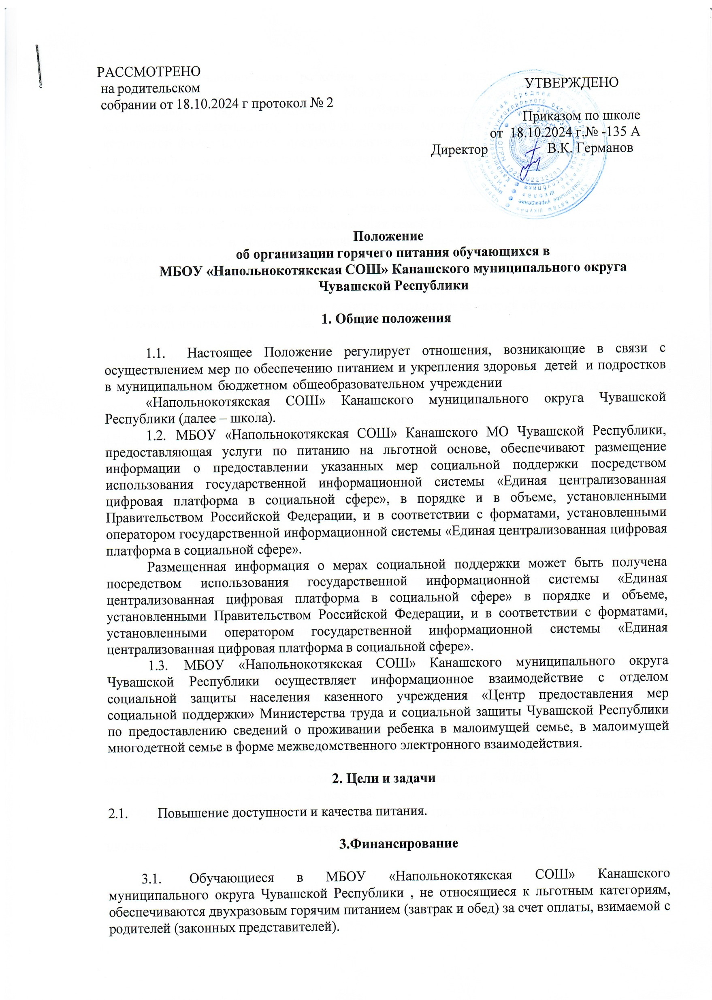 РАССМОТРЕНО
на родительском
собрании от 18.10.2024 г протокол № 2
УТВЕРЖДЕНО
Приказом по школе
от 18.10.2024 г.№ -135 А
Директор В.К. Германов
Положение
об организации горячего питания обучающихся в
МБОУ «Напольнокотякская СОШ» Канашского муниципального округа
Чувашской Республики
1. Общие положения
1.1. Настоящее Положение регулирует отношения, возникающие в связи с
осуществлением мер по обеспечению питанием и укрепления здоровья детей и подростков
в муниципальном бюджетном общеобразовательном учреждении
«Напольнокотякская СОШ» Канашского муниципального округа Чувашской
Республики (далее – школа).
1.2. МБОУ «Напольнокотякская СОШ» Канашского МО Чувашской Республики,
предоставляющая услуги по питанию на льготной основе, обеспечивают размещение
информации о предоставлении указанных мер социальной поддержки посредством
использования государственной информационной системы «Единая централизованная
цифровая платформа в социальной сфере», в порядке и в объеме, установленными
Правительством Российской Федерации, и в соответствии с форматами, установленными
оператором государственной информационной системы «Единая централизованная цифровая
платформа в социальной сфере».
Размещенная информация о мерах социальной поддержки может быть получена
посредством использования государственной информационной системы «Единая
централизованная цифровая платформа в социальной сфере» в порядке и объеме,
установленными Правительством Российской Федерации, и в соответствии с форматами,
установленными оператором государственной информационной системы «Единая
централизованная цифровая платформа в социальной сфере».
1.3. МБОУ «Напольнокотякская СОШ» Канашского муниципального округа
Чувашской Республики осуществляет информационное взаимодействие с отделом
социальной защиты населения казенного учреждения «Центр предоставления мер
социальной поддержки» Министерства труда и социальной защиты Чувашской Республики
по предоставлению сведений о проживании ребенка в малоимущей семье, в малоимущей
многодетной семье в форме межведомственного электронного взаимодействия.
2. Цели и задачи
2.1. Повышение доступности и качества питания.
3.Финансирование
3.1. Обучающиеся в МБОУ «Напольнокотякская СОШ» Канашского
муниципального округа Чувашской Республики , не относящиеся к льготным категориям,
обеспечиваются двухразовым горячим питанием (завтрак и обед) за счет оплаты, взимаемой с
родителей (законных представителей).